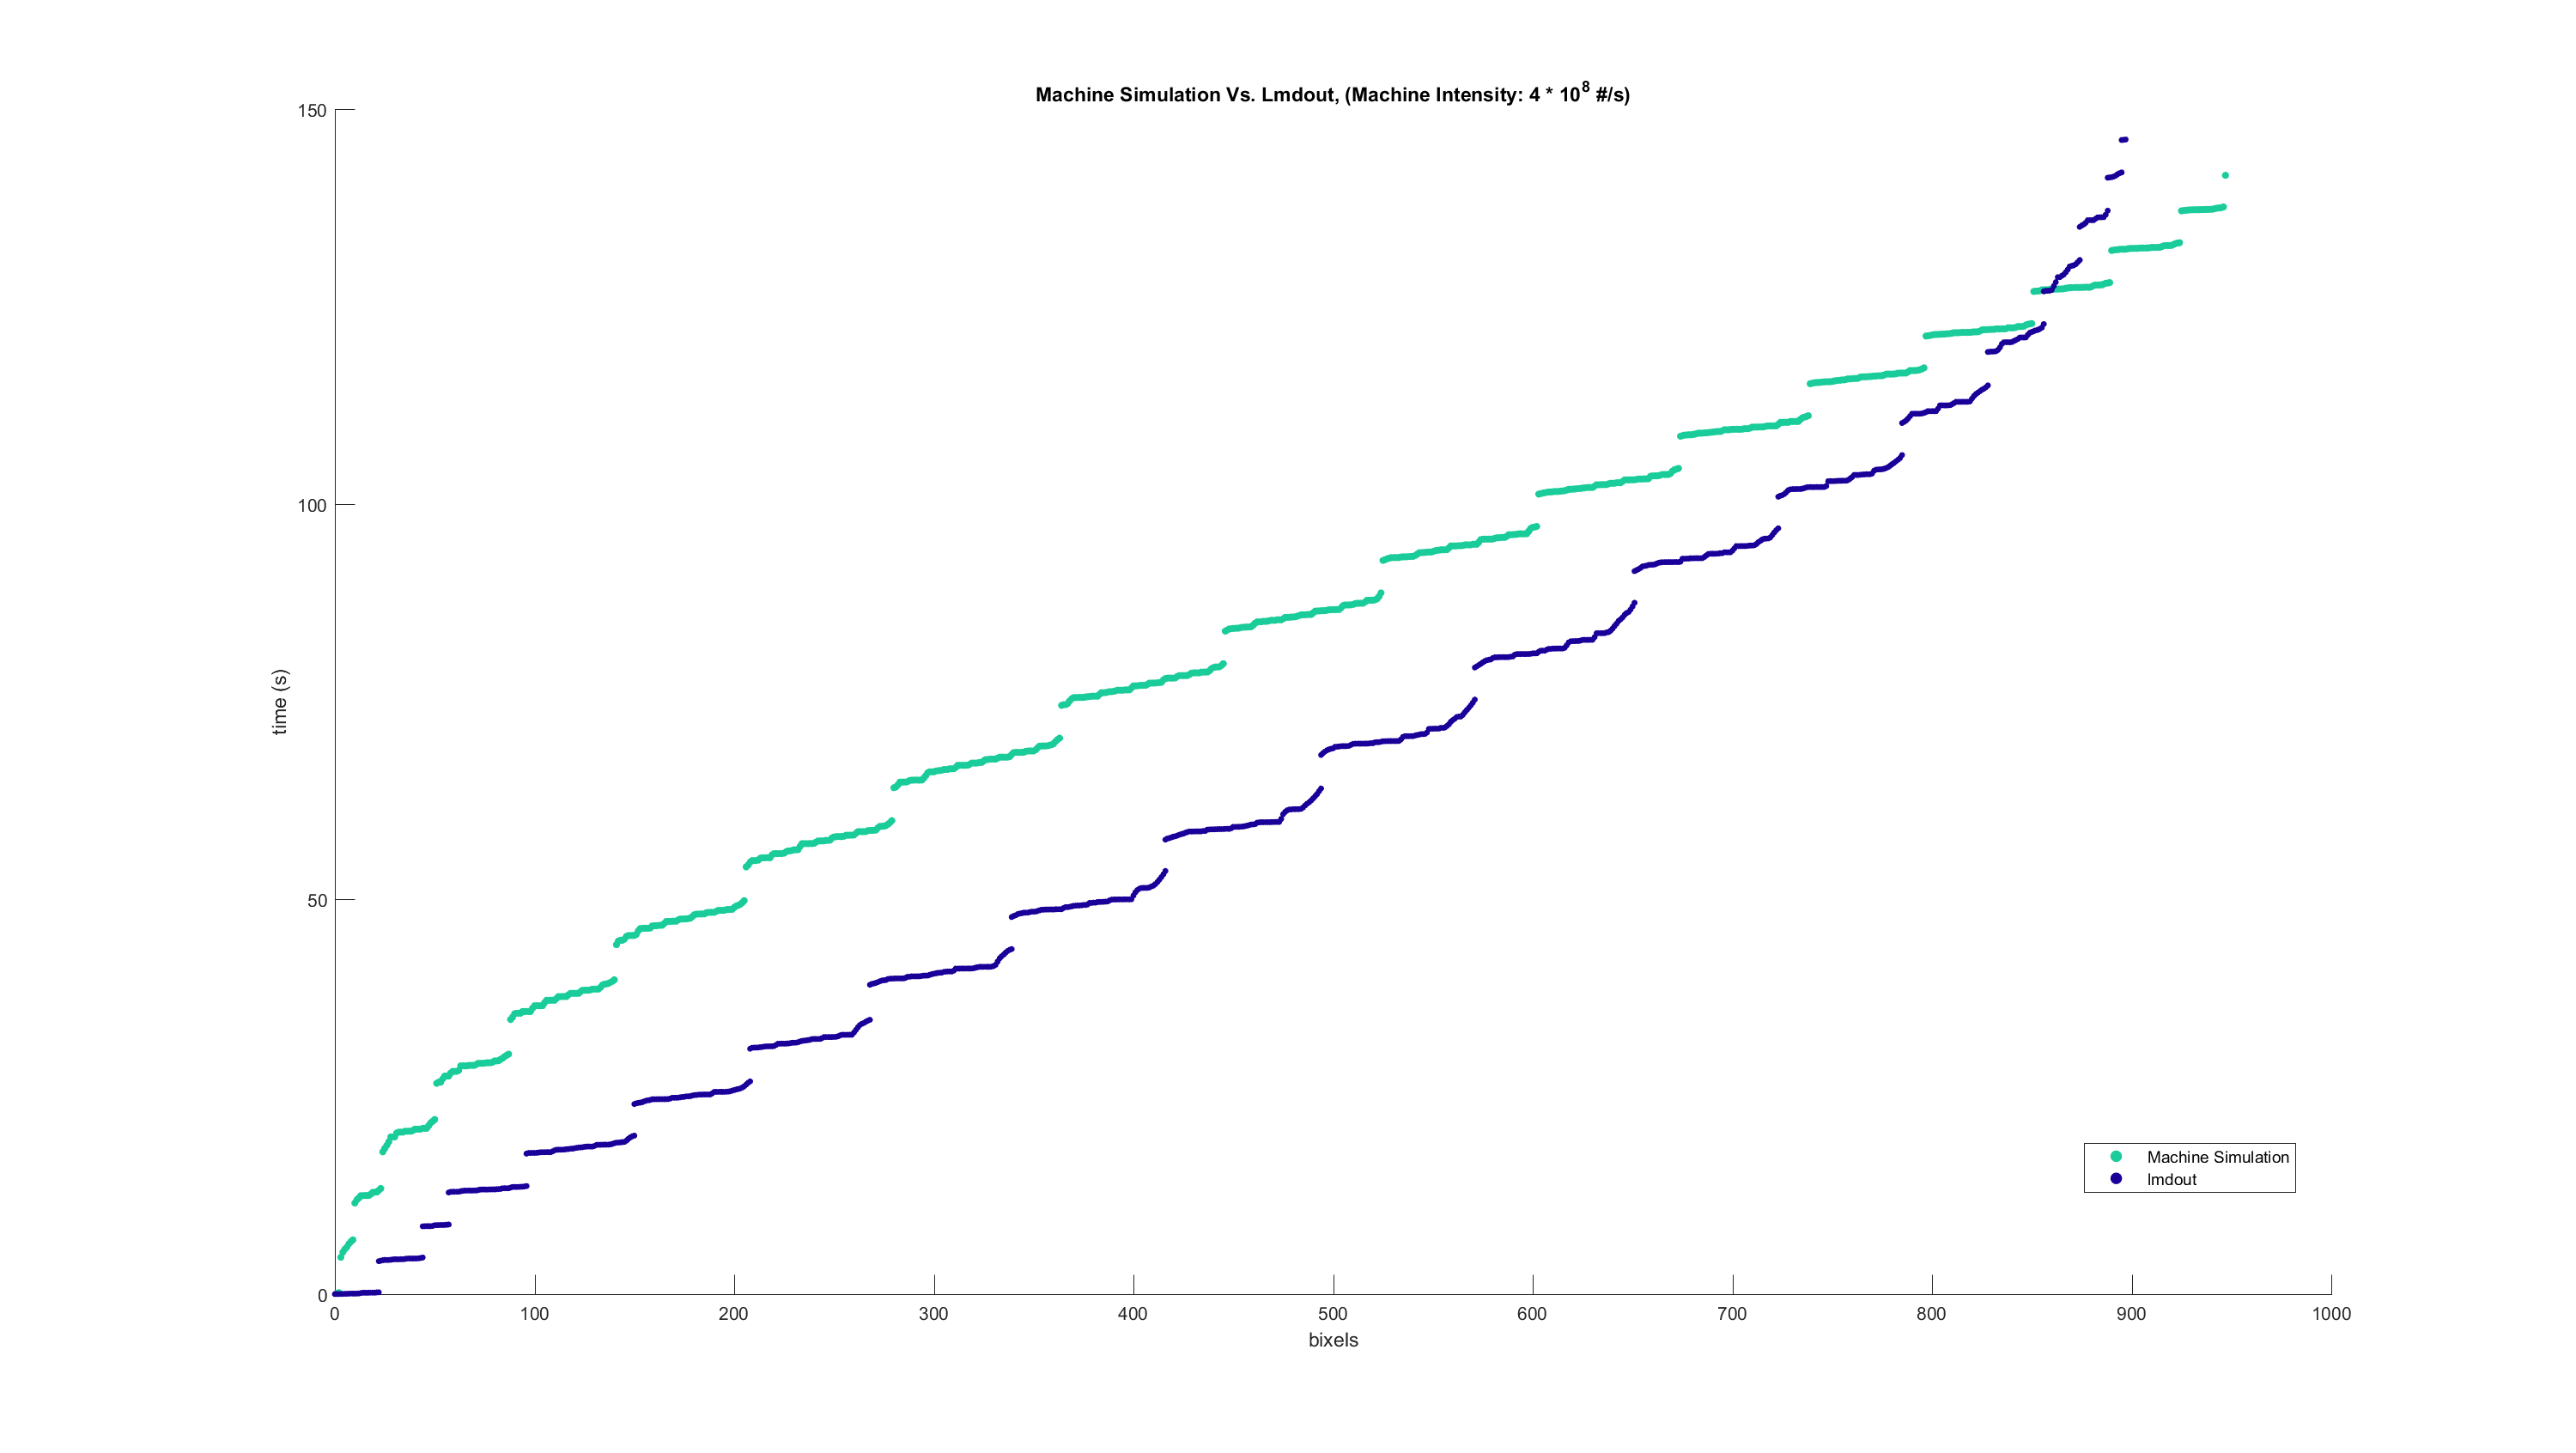 Machine Simulation Vs. Lmdout, (Machine Intensity: 4 * 10^8 #/s)
150
100
50
0
time (s)
0 100 200 300 400 500 600 700 800 900 1000
bixels
Machine Simulation
lmdout